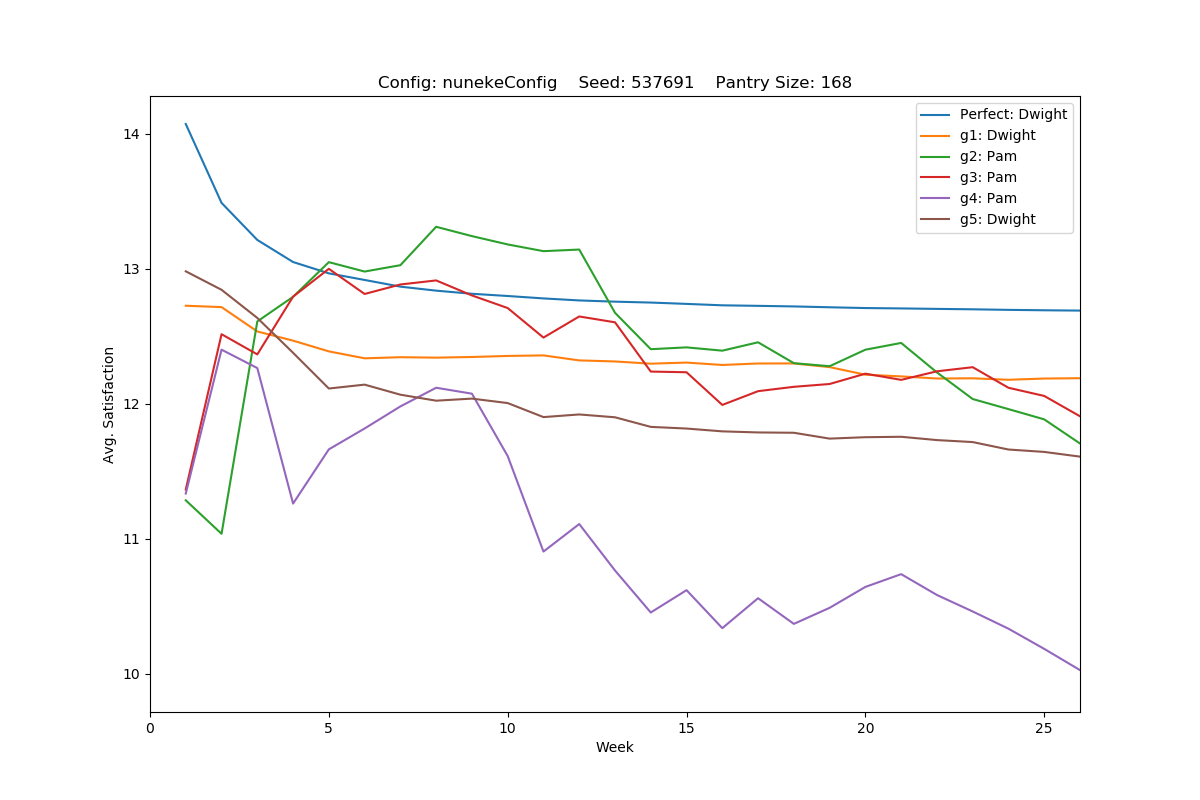 Config: nunekeConfig    Seed: 537691    Pantry Size: 168
14
13
12
11
10
Avg. Satisfaction
Perfect: Dwight
g1: Dwight
g2: Pam
g3: Pam
g4: Pam
g5: Dwight
0 5 10 15 20 25
Week